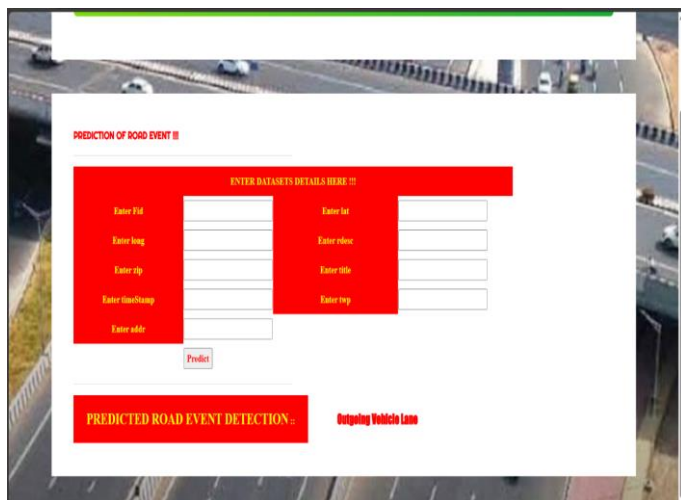 PREDICTION OF ROAD EVENT !!!
ENTER DATASETS DETAILS HERE !!!
Enter Fid
Enter lat
Enter long
Enter rdesc
Enter zip
Enter title
Enter timeStamp
Enter twp
Enter addr
Predict
PREDICTED ROAD EVENT DETECTION ::
Outgoing Vehicle Lane